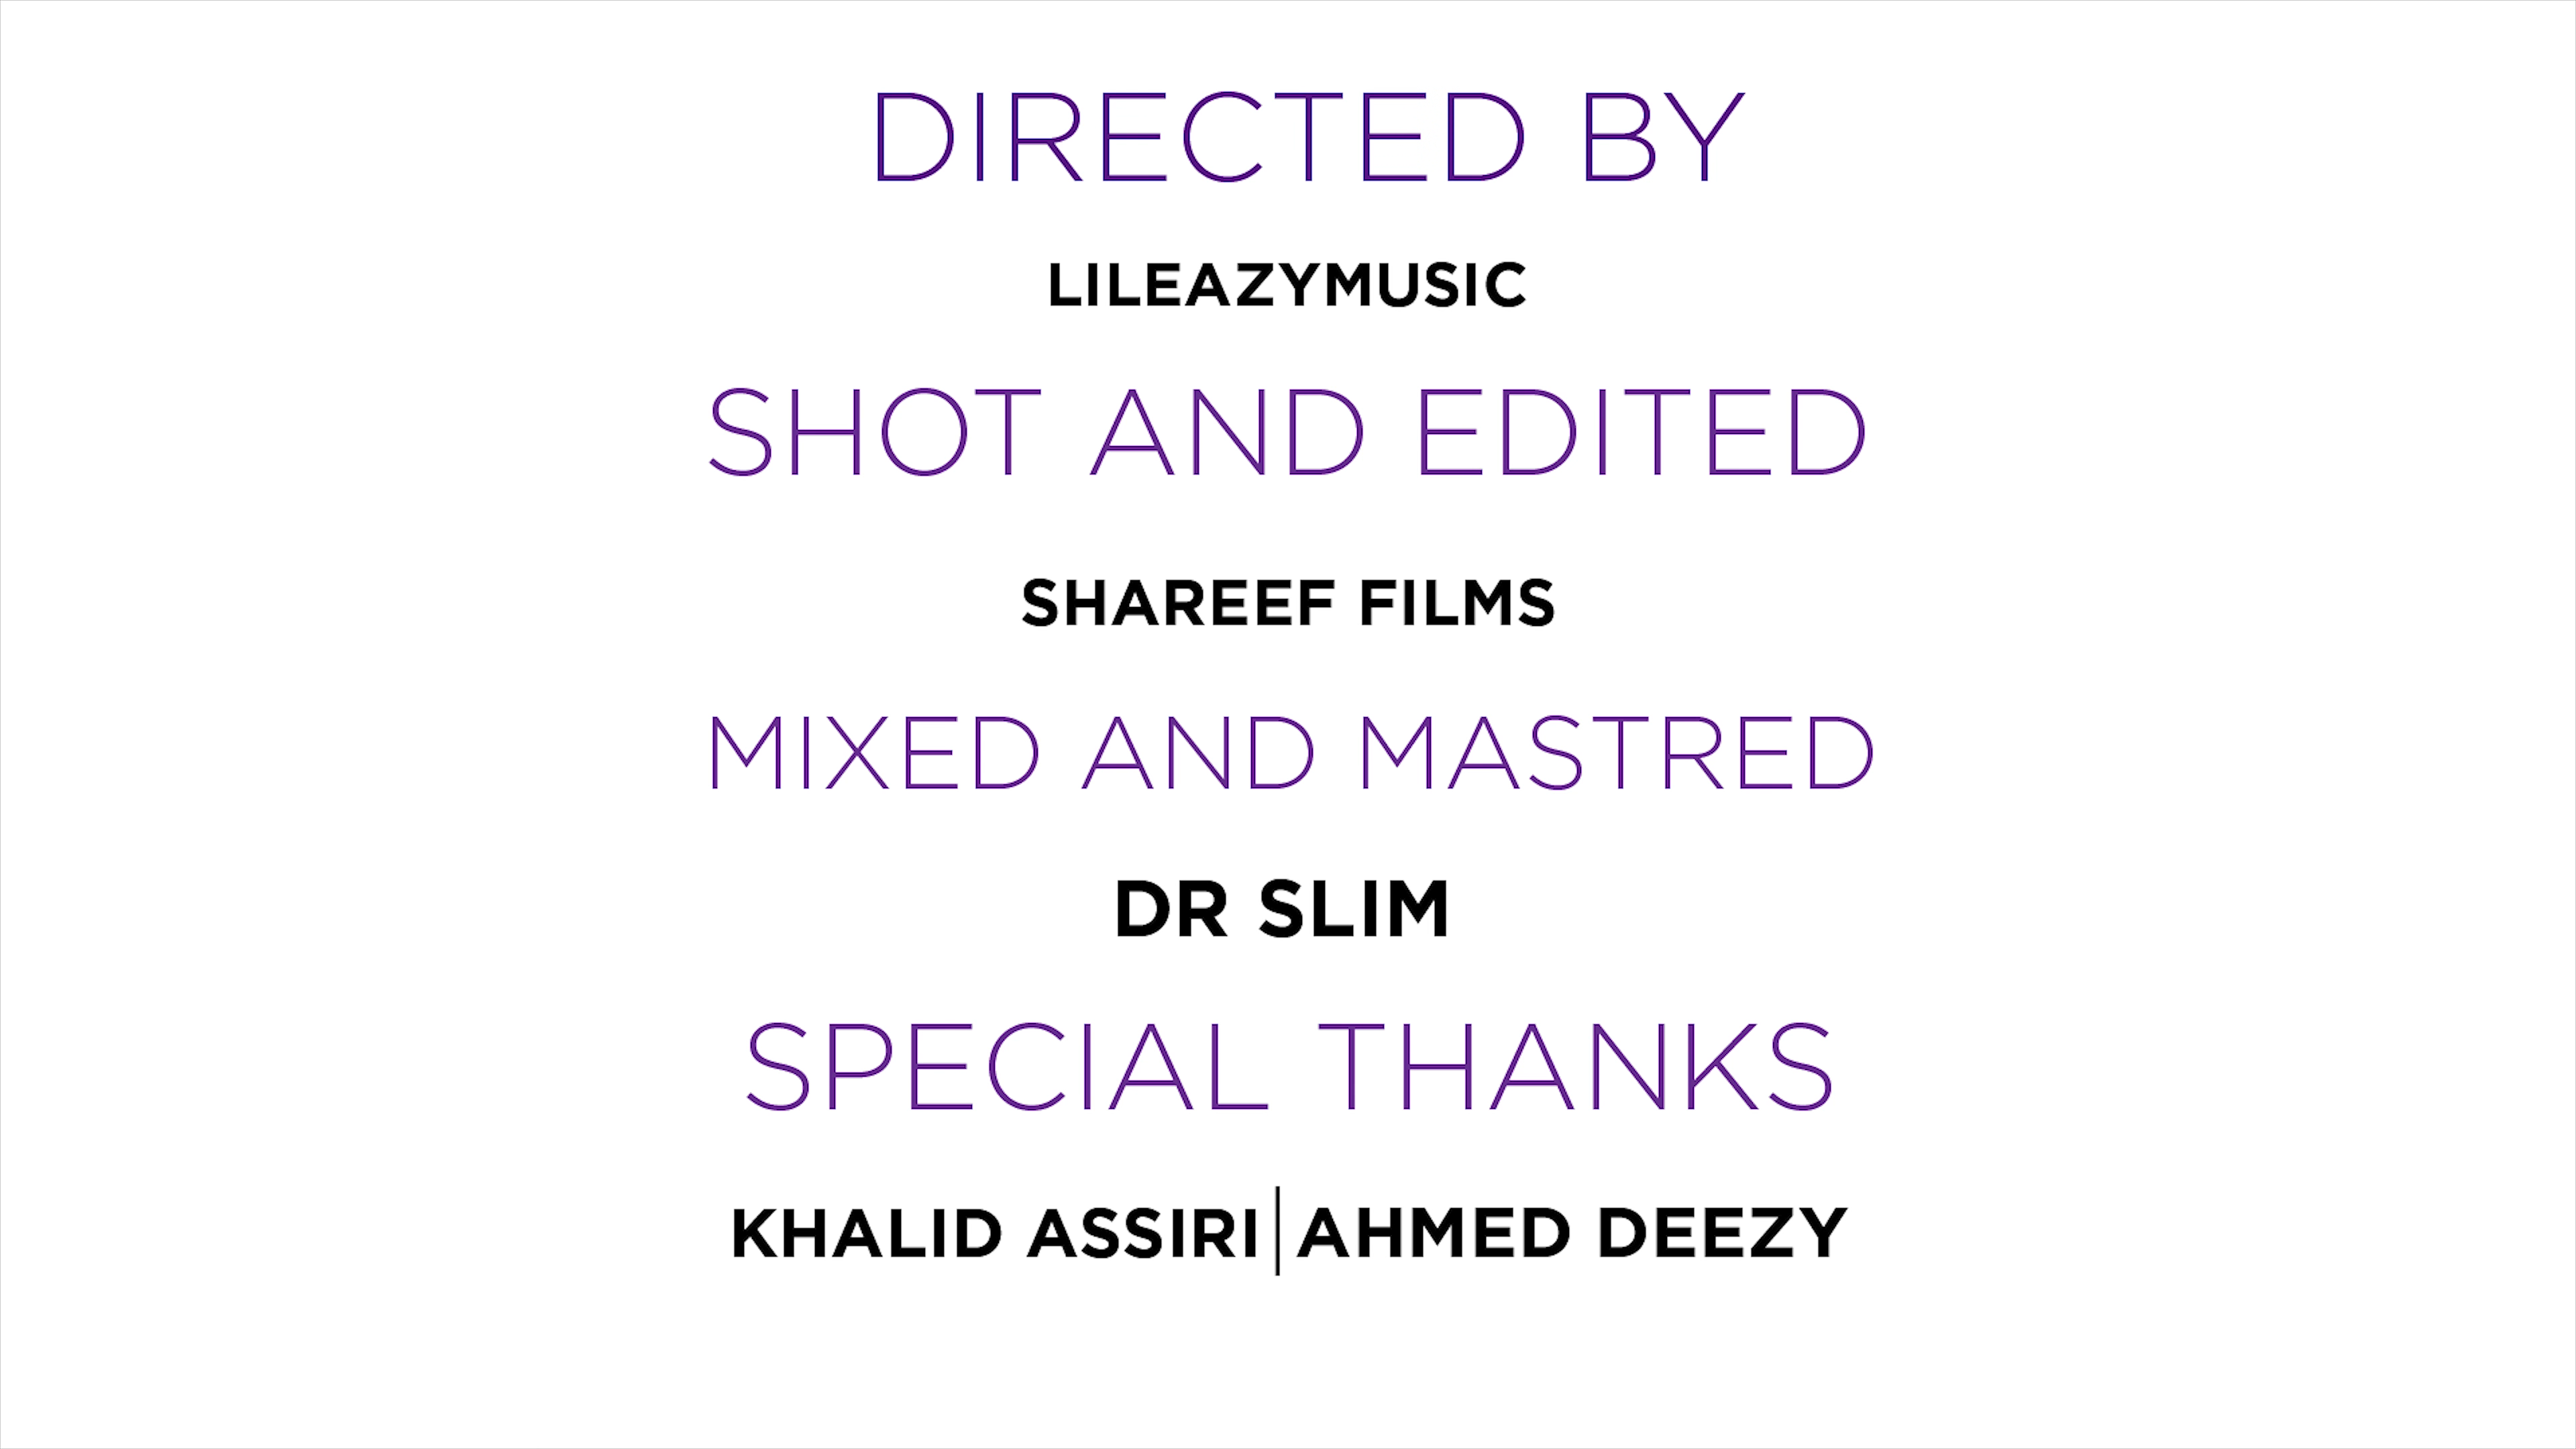 DIRECTED BY
LILEAZYMUSIC
SHOT AND EDITED
SHAREEF FILMS
MIXED AND MASTRED
DR SLIM
SPECIAL THANKS
KHALID ASSIRI|AHMED DEEZY